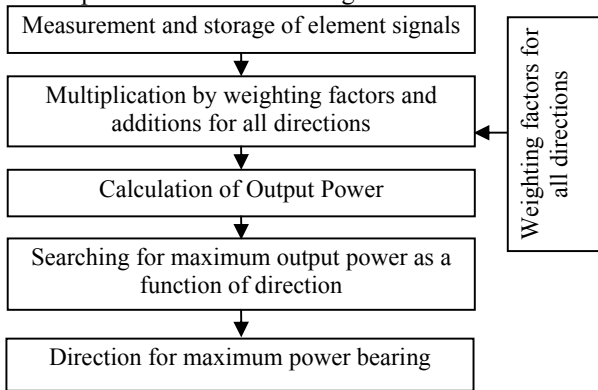 Measurement and storage of element signals
Multiplication by weighting factors and
additions for all directions
Weighting factors for
all directions
Calculation of Output Power
Searching for maximum output power as a
function of direction
Direction for maximum power bearing